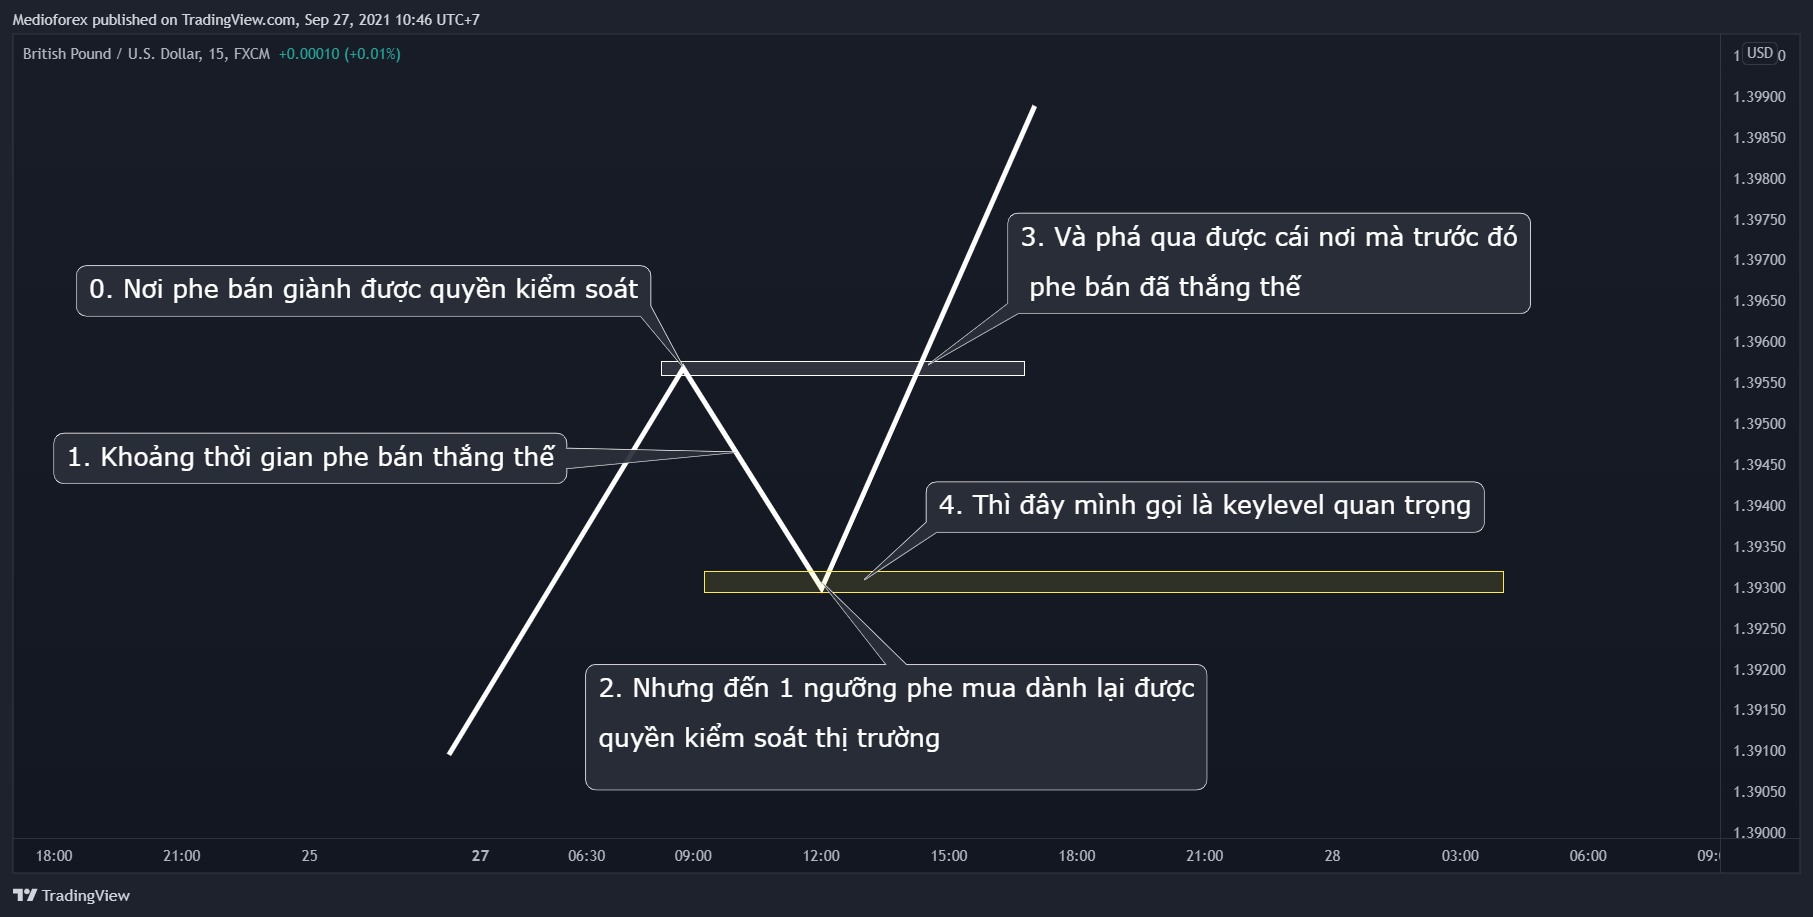 Medioforex published on TradingView.com, Sep 27, 2021 10:46 UTC+7
British Pound / U.S. Dollar, 15, FXCM +0.00010 (+0.01%)
USD
1.39900
1.39850
1.39800
1.39750
1.39700
1.39650
1.39600
1.39550
1.39500
1.39450
1.39400
1.39350
1.39300
1.39250
1.39200
1.39150
1.39100
1.39050
1.39000
3. Và phá qua được cái nơi mà trước đó
phe bán đã thắng thế
0. Nơi phe bán giành được quyền kiểm soát
1. Khoảng thời gian phe bán thắng thế
4. Thì đây mình gọi là keylevel quan trọng
2. Nhưng đến 1 ngưỡng phe mua dành lại được
quyền kiểm soát thị trường
18:00 21:00 25 27 06:30 09:00 12:00 15:00 18:00 21:00 28 03:00 06:00
TradingView